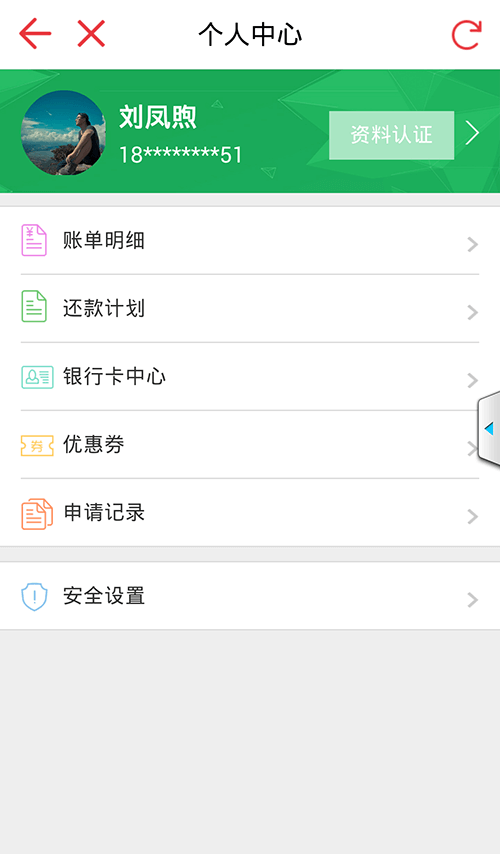 个人中心
刘凤煦
18********51
资料认证
账单明细
还款计划
银行卡中心
券
优惠券
申请记录
安全设置